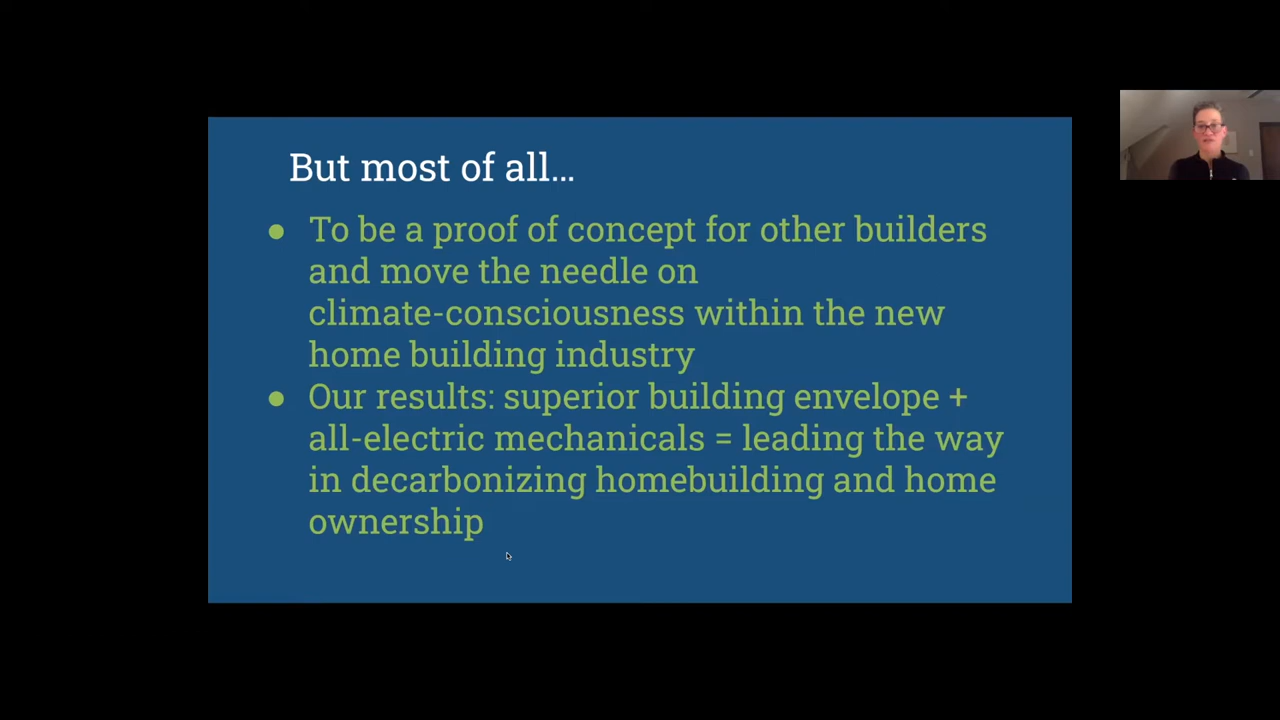 But most of all…
● To be a proof of concept for other builders
and move the needle on
climate-consciousness within the new
home building industry
● Our results: superior building envelope +
all-electric mechanicals = leading the way
in decarbonizing homebuilding and home
ownership